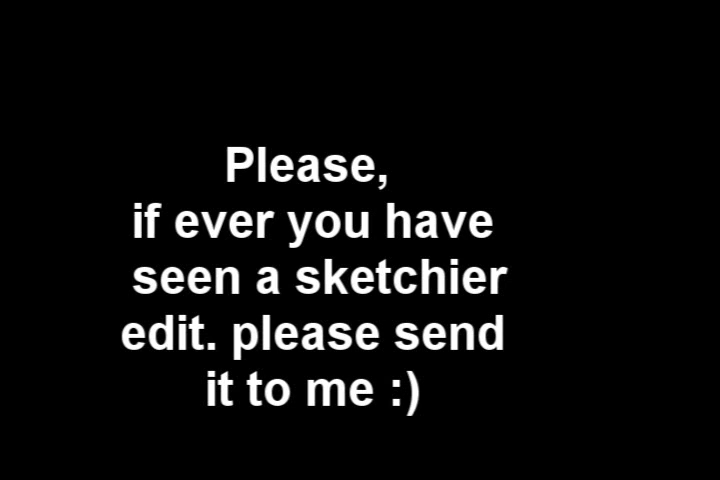 Please,
if ever you have
seen a sketchier
edit. please send
it to me :)